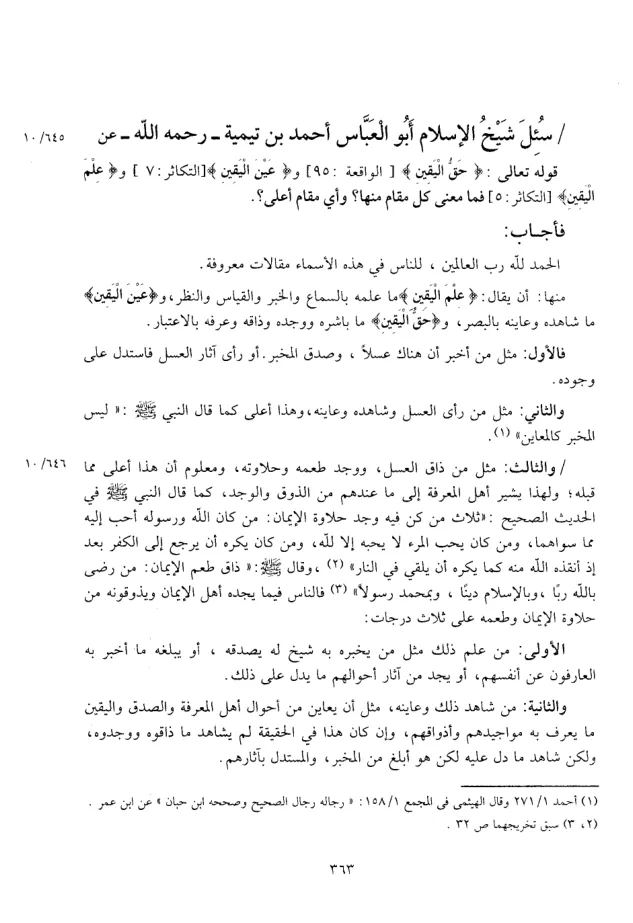 ١٠/٦٤٥
/ سُئِلَ شَيْخُ الإسلام أَبُو الْعَبَّاس أحمد بن تيمية ـ رحمه الله ـ عن
قوله تعالى : ﴿ حَقُّ الْيَقِينِ ﴾ [ الواقعة : ٩٥] و﴿ عَيْنَ الْيَقِينِ ﴾[التكاثر: ٧ ] و﴿ عِلْمَ
الْيَقِينِ﴾ [التكاثر: ٥] فما معنى كل مقام منها؟ وأي مقام أعلى؟.
فأجـاب:
الحمد لله رب العالمين ، للناس في هذه الأسماء مقالات معروفة.
منها: أن يقال: ﴿ عِلْمَ الْيَقِينِ ﴾ما علمه بالسماع والخبر والقياس والنظر،و﴿عَيْنَ الْيَقِينِ﴾
ما شاهده وعاينه بالبصر، و﴿حَقُّ الْيَقِينِ﴾ ما باشره ووجده وذاقه وعرفه بالاعتبار.
فالأول: مثل من أخبر أن هناك عسلاً ، وصدق المخبر. أو رأى آثار العسل فاستدل على
وجوده.
والثاني: مثل من رأى العسل وشاهده وعاينه،وهذا أعلى كما قال النبي ﷺ :« ليس
المخبر كالمعاين» (١).
١٠/٦٤٦
/ والثالث: مثل من ذاق العسل، ووجد طعمه وحلاوته، ومعلوم أن هذا أعلى مما
قبله؛ ولهذا يشير أهل المعرفة إلى ما عندهم من الذوق والوجد، كما قال النبي ﷺ في
الحديث الصحيح :«ثلاث من كن فيه وجد حلاوة الإيمان: من كان الله ورسوله أحب إليه
مما سواهما، ومن كان يحب المرء لا يحبه إلا لله، ومن كان يكره أن يرجع إلى الكفر بعد
إذ أنقذه الله منه كما يكره أن يلقي في النار» (٢) ،وقال ﷺ:« ذاق طعم الإيمان: من رضى
بالله ربًا ،وبالإسلام دينًا ، وبمحمد رسولاً» (٣) فالناس فيما يجده أهل الإيمان ويذوقونه من
حلاوة الإيمان وطعمه على ثلاث درجات:
الأولى: من علم ذلك مثل من يخبره به شيخ له يصدقه ، أو يبلغه ما أخبر به
العارفون عن أنفسهم، أو يجد من آثار أحوالهم ما يدل على ذلك.
والثانية: من شاهد ذلك وعاينه، مثل أن يعاين من أحوال أهل المعرفة والصدق واليقين
ما يعرف به مواجيدهم وأذواقهم، وإن كان هذا في الحقيقة لم يشاهد ما ذاقوه ووجدوه،
ولكن شاهد ما دل عليه لكن هو أبلغ من المخبر، والمستدل بآثارهم.
(١) أحمد ١/ ٢٧١ وقال الهيثمى فى المجمع ١/ ١٥٨: « رجاله رجال الصحيح وصححه ابن حبان » عن ابن عمر .
(٢، ٣) سبق تخريجهما ص ٣٢ .
٣٦٣